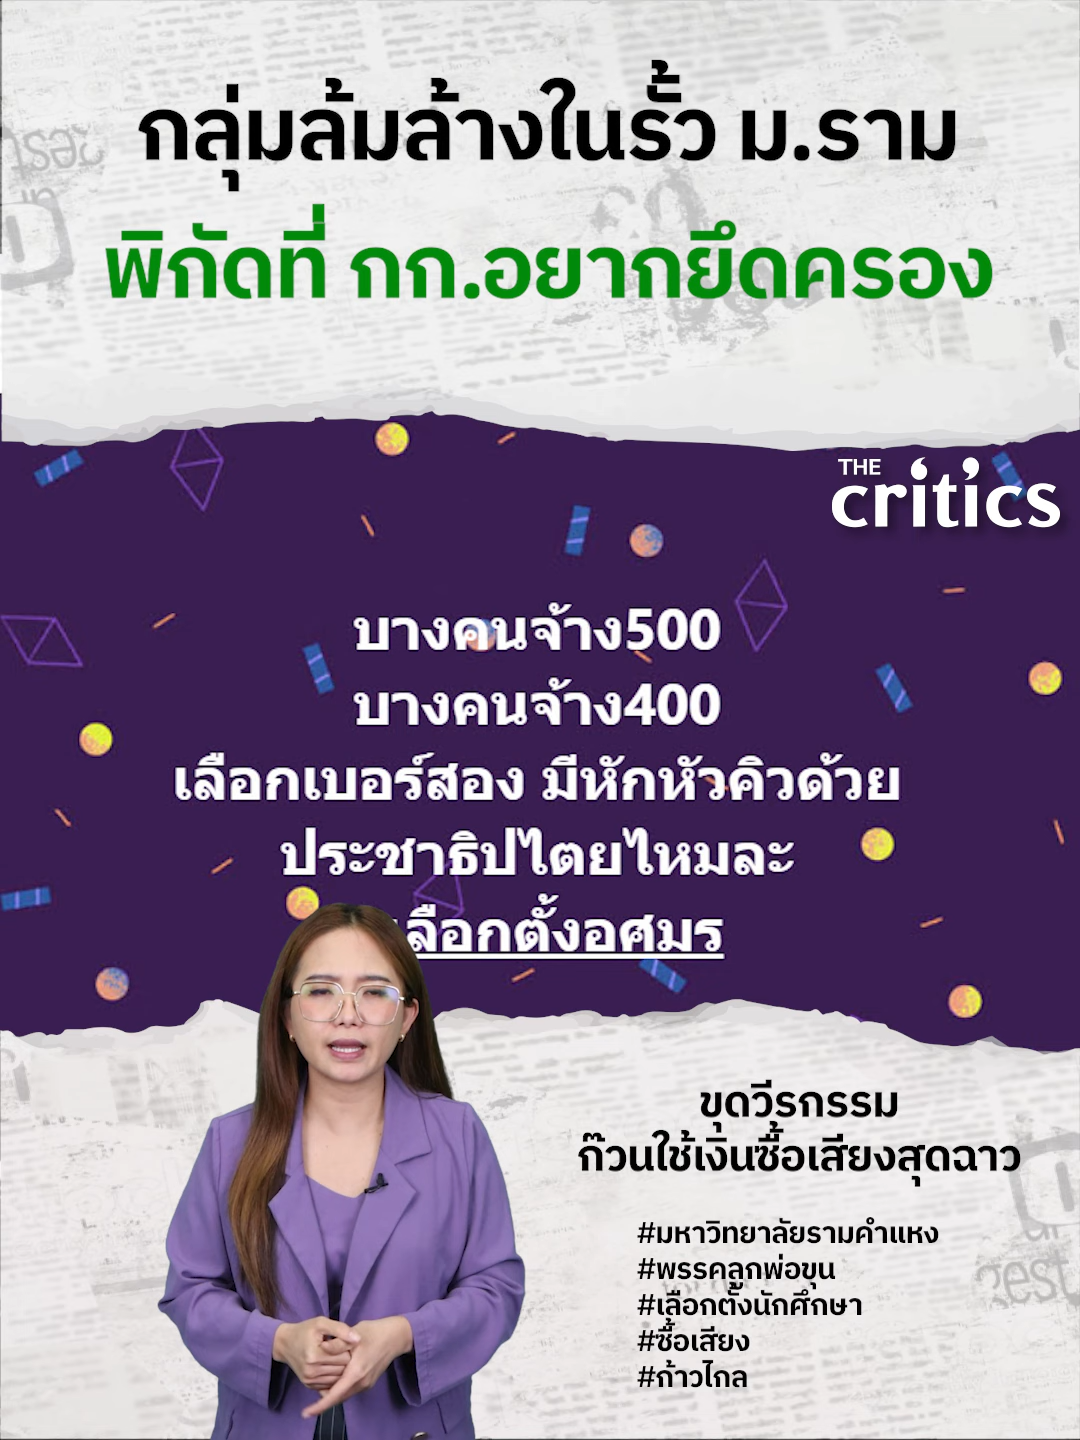 กลุ่มล้มล้างในรั้ว ม.ราม
พิกัดที่ กก.อยากยึดครอง
THE
critics
บางคนจ้าง500
บางคนจ้าง400
เลือกเบอร์สอง มีหักหัวคิวด้วย
ประชาธิปไตยไหมละ
ลือกตั้งอศมร
ขุดวีรกรรม
ก๊วนใช้เงินซื้อเสียงสุดฉาว
#มหาวิทยาลัยรามคำแหง
#พรรคลูกพ่อขุน
#เลือกตั้งนักศึกษา
#ซื้อเสียง
#ก้าวไกล